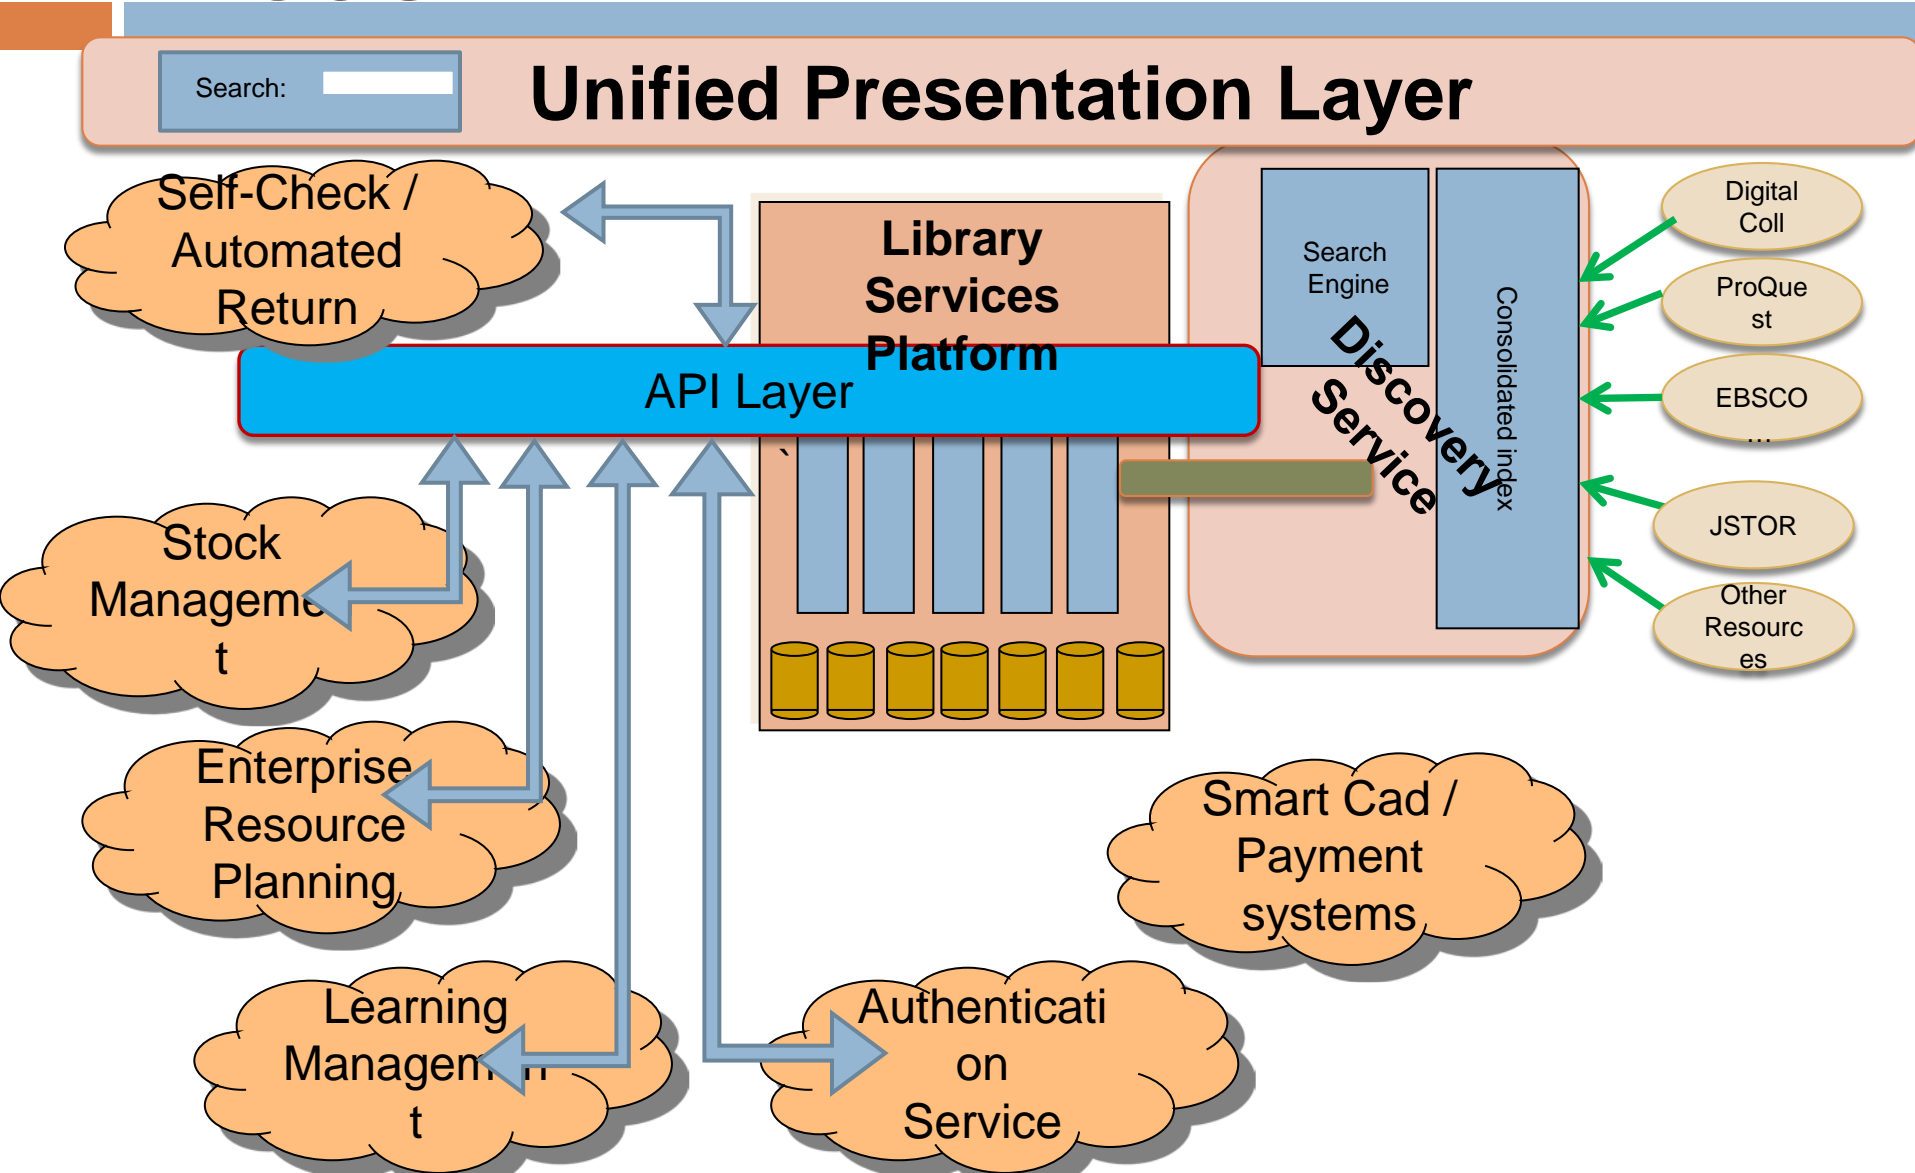 Search:
Unified Presentation Layer
Self-Check /
Automated
Return
Library
Services
Platform
API Layer
`
Search
Engine
Discovery
Service
Consolidated index
Digital
Coll
ProQue
st
EBSCO
...
JSTOR
Other
Resourc
es
Stock
Manageme
t
Enterprise
Resource
Planning
Learning
Management
t
Authenticati
on
Service
Smart Cad /
Payment
systems